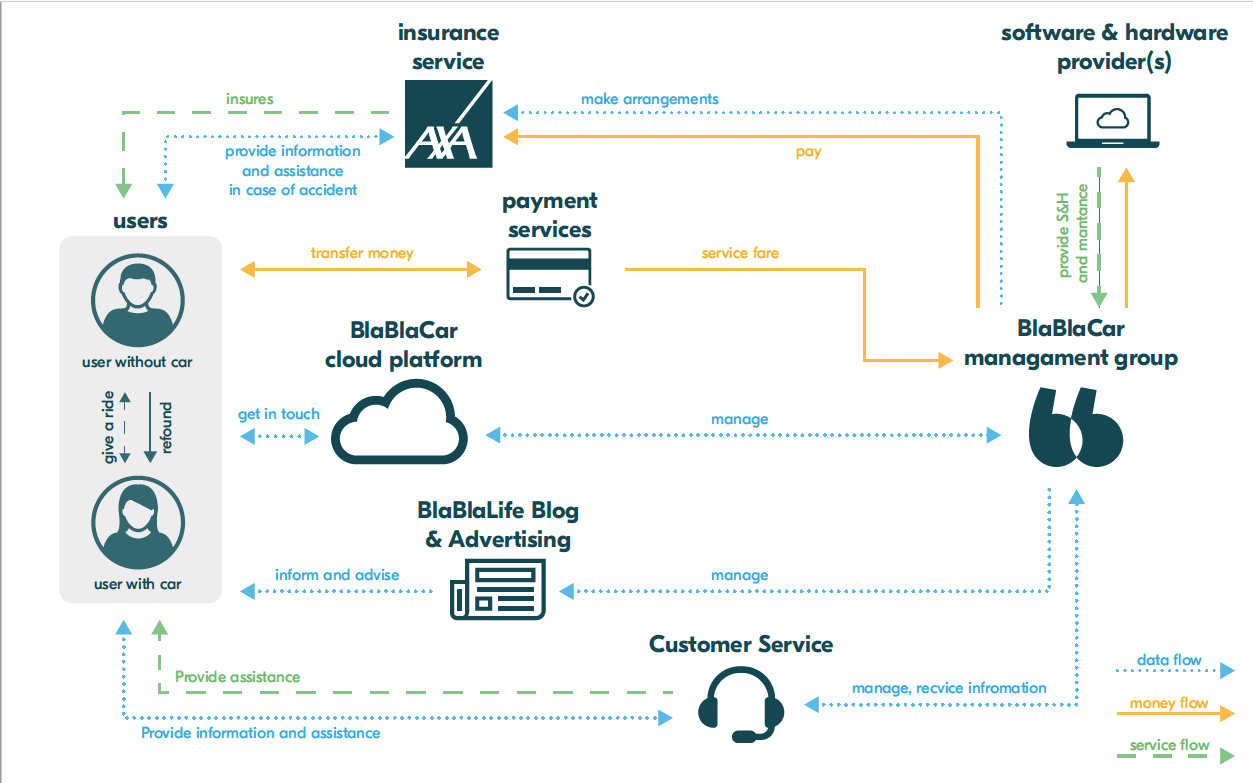 insurance
service
software & hardware
provider(s)
insures
make arrangements
AXA
pay
provide information
and assistance
in case of accident
provide S&H
and mantance
payment
services
users
transfer money
service fare
BlaBlaCar
cloud platform
BlaBlaCar
managament group
user without car
give a ride
refound
get in touch
manage
user with car
BlaBlaLife Blog
& Advertising
inform and advise
manage
Customer Service
Provide assistance
manage, recvice infromation
Provide information and assistance
data flow
money flow
service flow